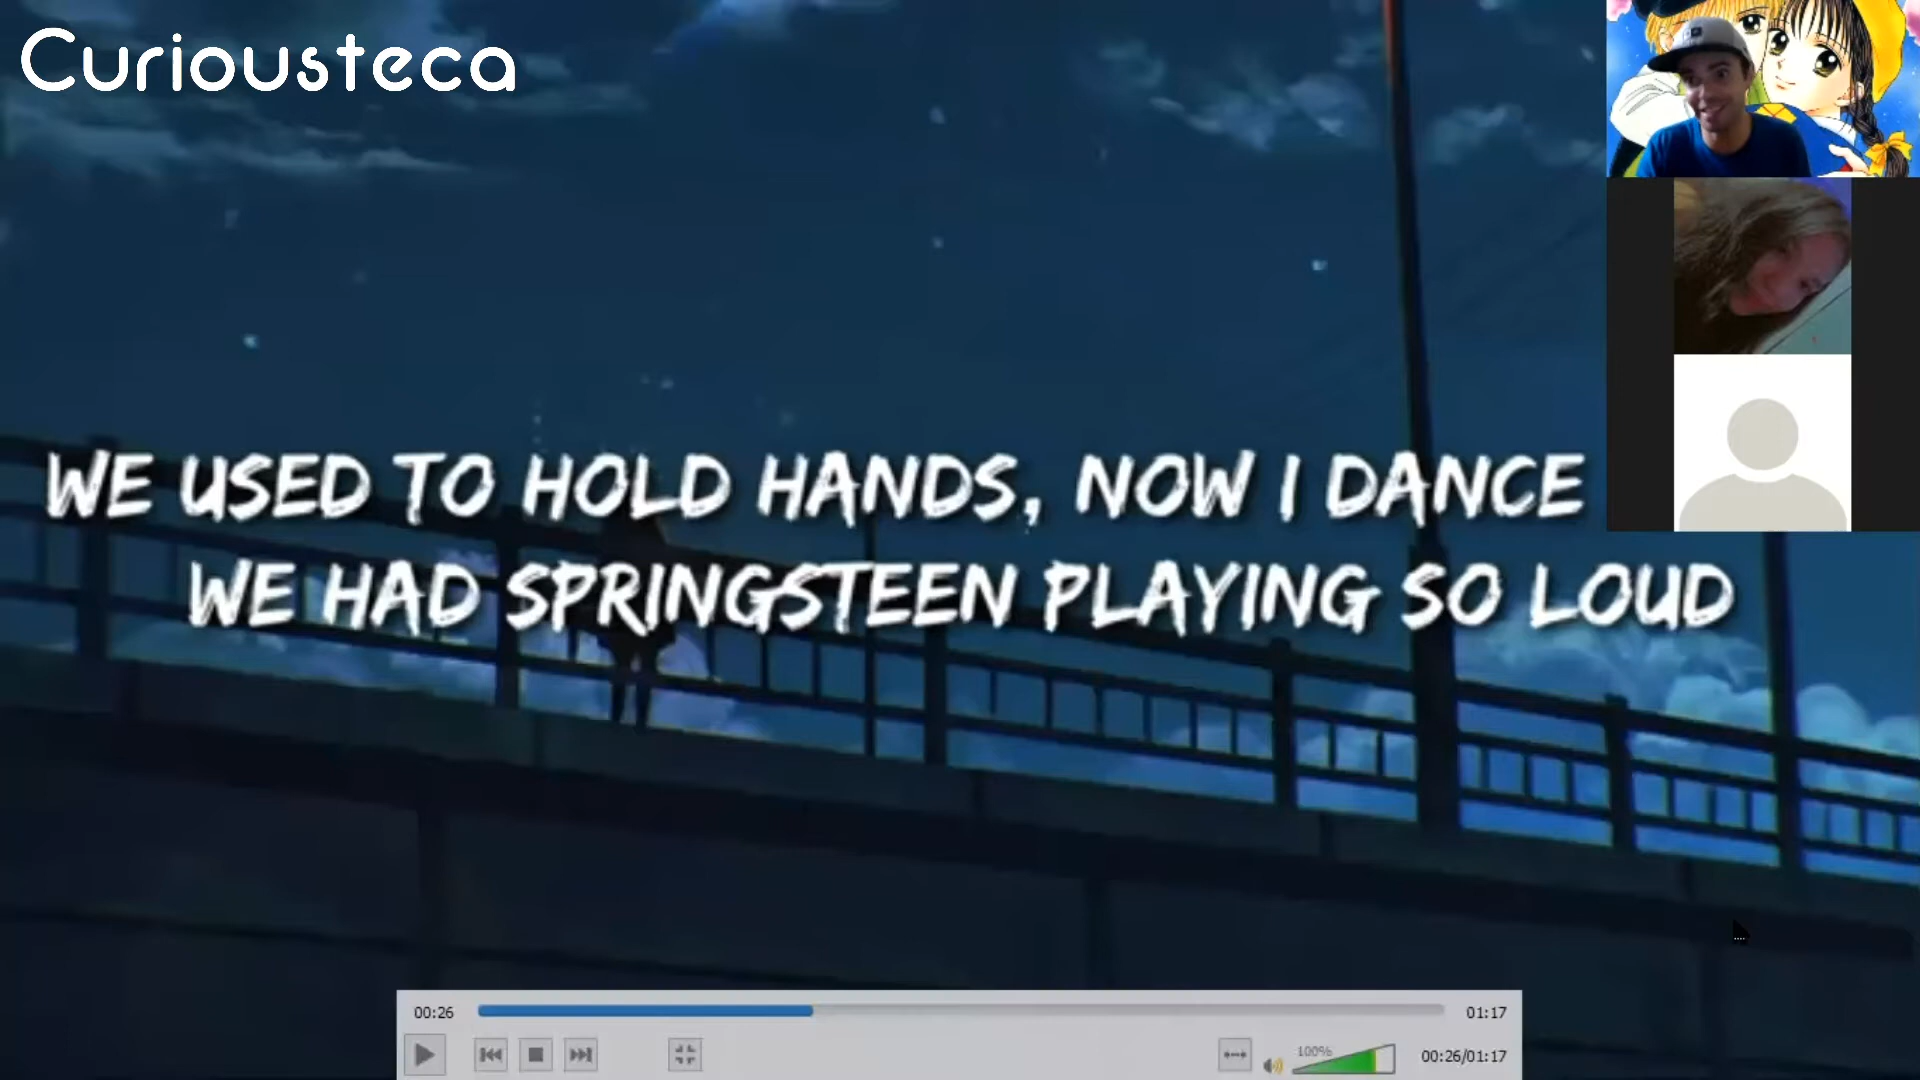 Curiousteca
WE USED TO HOLD HANDS, NOW I DANCE
WE HAD SPRINGSTEEN PLAYING SO LOUD
00:26
01:17
100%
00:26/01:17